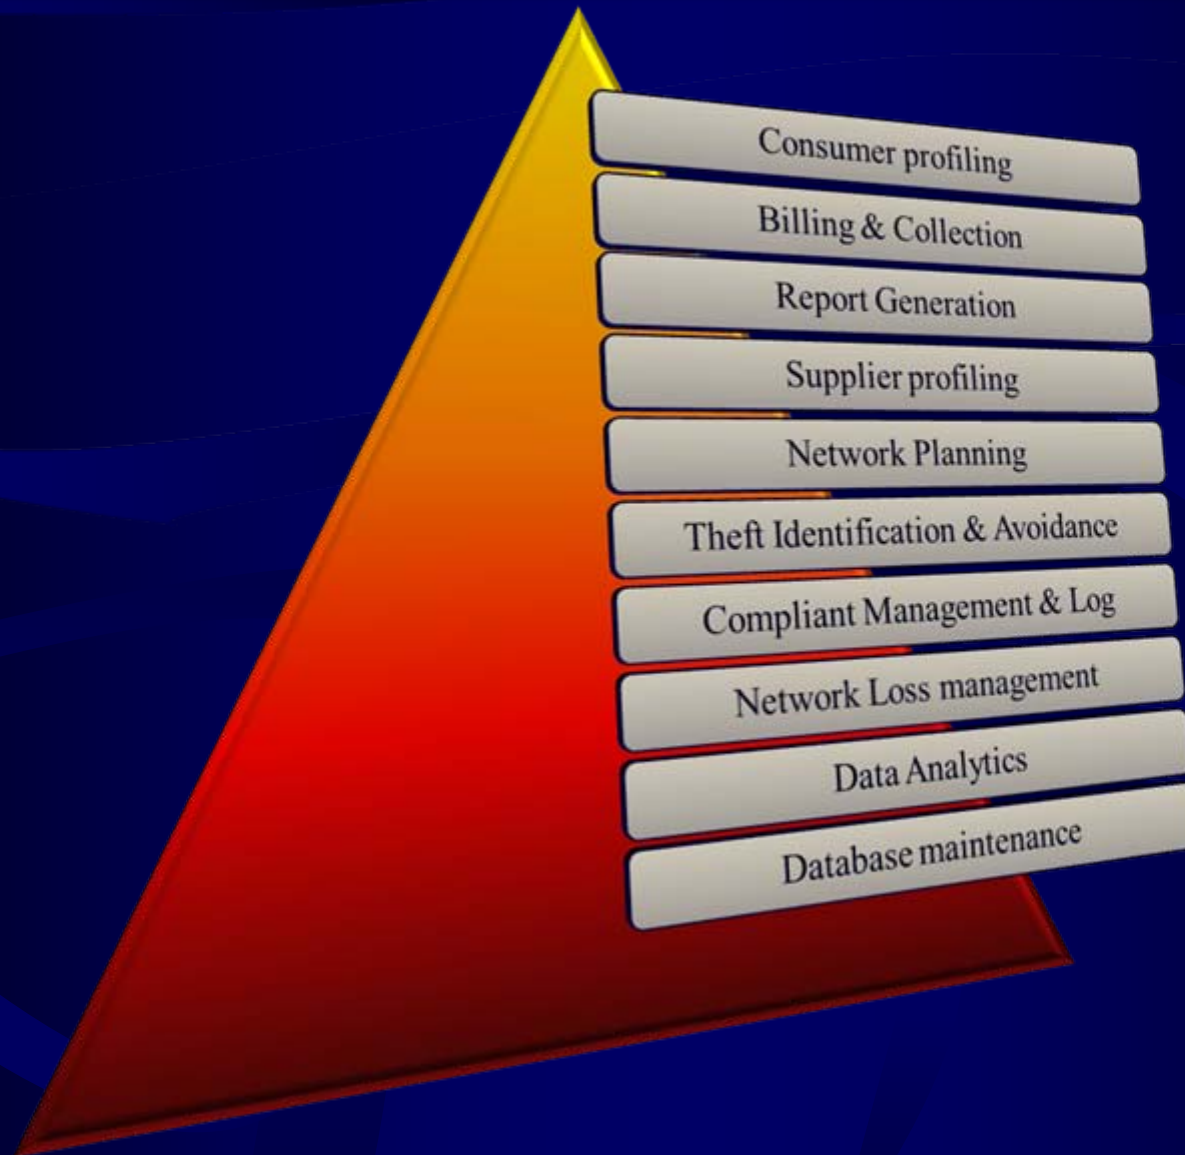 Consumer profiling
Billing & Collection
Report Generation
Supplier profiling
Network Planning
Theft Identification & Avoidance
Compliant Management & Log
Network Loss management
Data Analytics
Database maintenance